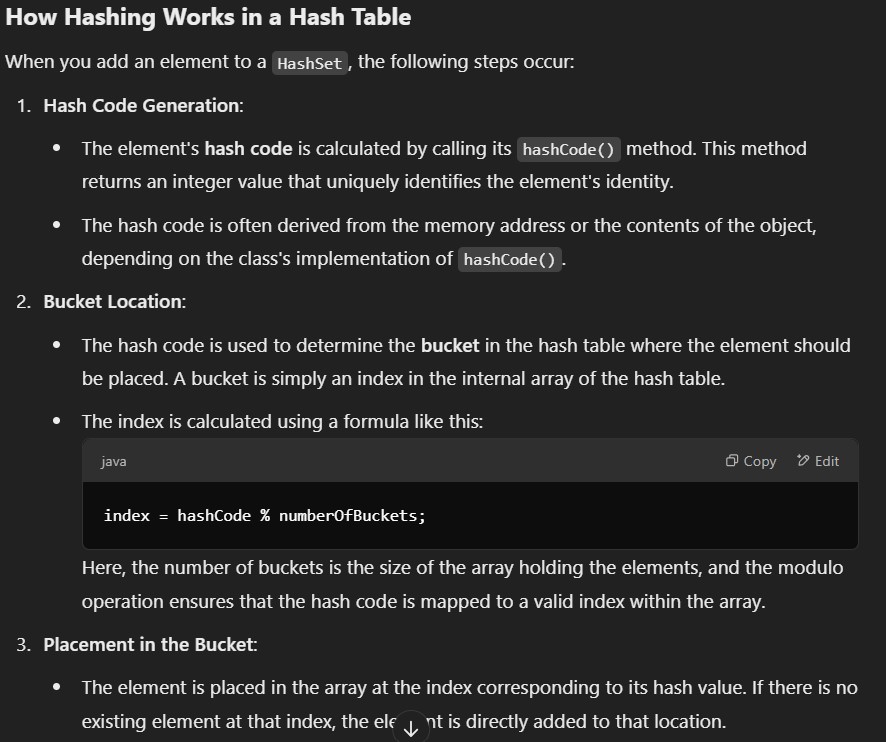 How Hashing Works in a Hash Table
When you add an element to a HashSet, the following steps occur:
1. Hash Code Generation:
• The element's hash code is calculated by calling its hashCode() method. This method
returns an integer value that uniquely identifies the element's identity.
• The hash code is often derived from the memory address or the contents of the object,
depending on the class's implementation of hashCode().
2. Bucket Location:
• The hash code is used to determine the bucket in the hash table where the element should
be placed. A bucket is simply an index in the internal array of the hash table.
• The index is calculated using a formula like this:
java Copy Edit
index = hashCode % numberOfBuckets;
Here, the number of buckets is the size of the array holding the elements, and the modulo
operation ensures that the hash code is mapped to a valid index within the array.
3. Placement in the Bucket:
• The element is placed in the array at the index corresponding to its hash value. If there is no
existing element at that index, the is directly added to that location.